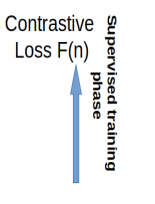 Contrastive
Loss F(n)
Supervised training
phase